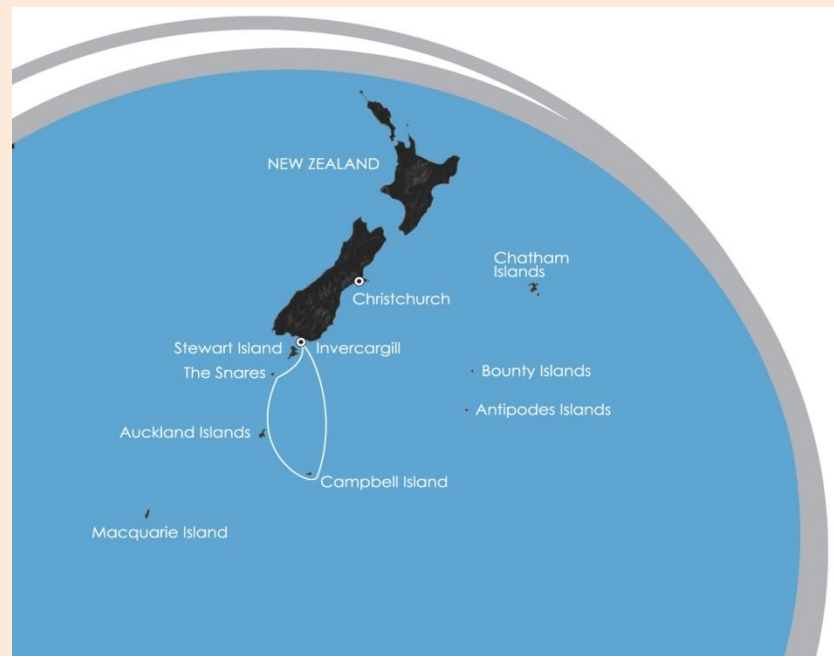 NEW ZEALAND
Chatham
Islands
Christchurch
Stewart Island
Invercargill
The Snares
Bounty Islands
Antipodes Islands
Auckland Islands
Campbell Island
Macquarie Island